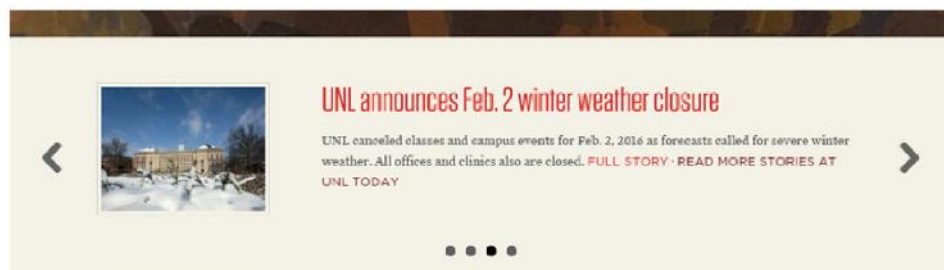 UNL announces Feb. 2 winter weather closure
UNL canceled classes and campus events for Feb. 2, 2016 as forecasts called for severe winter
weather. All offices and clinics also are closed. FULL STORY · READ MORE STORIES AT
UNL TODAY